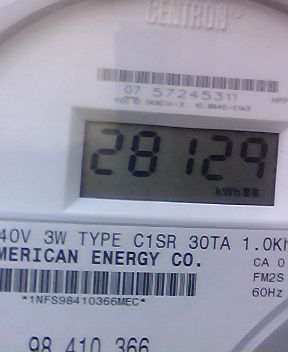 CENTRON®
07 57245311
28129
kWh
40V 3W TYPE C1SR 30TA 1.0Kh
MERICAN ENERGY CO.
CA 0
FM2S
60Hz
*1NFS98410366MEC*
98 410 366